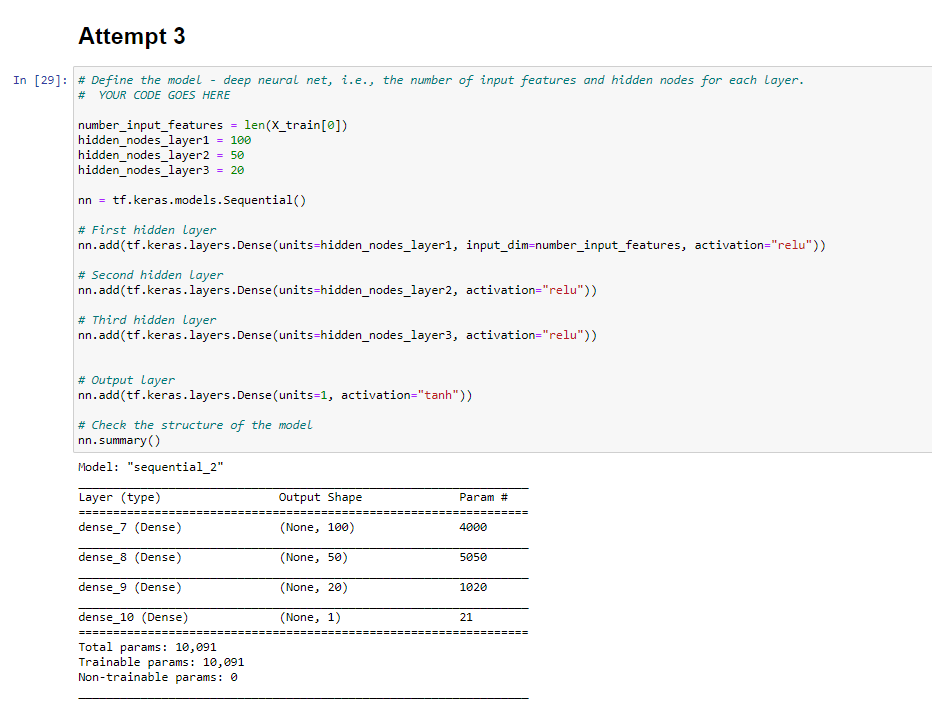 Attempt 3
In [29]:
# Define the model - deep neural net, i.e., the number of input features and hidden nodes for each layer.
#  YOUR CODE GOES HERE
number_input_features = len(X_train[0])
hidden_nodes_layer1 = 100
hidden_nodes_layer2 = 50
hidden_nodes_layer3 = 20
nn = tf.keras.models.Sequential()
# First hidden layer
nn.add(tf.keras.layers.Dense(units=hidden_nodes_layer1, input_dim=number_input_features, activation="relu"))
# Second hidden layer
nn.add(tf.keras.layers.Dense(units=hidden_nodes_layer2, activation="relu"))
# Third hidden layer
nn.add(tf.keras.layers.Dense(units=hidden_nodes_layer3, activation="relu"))
# Output layer
nn.add(tf.keras.layers.Dense(units=1, activation="tanh"))
# Check the structure of the model
nn.summary()
Model: "sequential_2"
Layer (type) Output Shape Param #
dense_7 (Dense) (None, 100) 4000
dense_8 (Dense) (None, 50) 5050
dense_9 (Dense) (None, 20) 1020
dense_10 (Dense) (None, 1) 21
Total params: 10,091
Trainable params: 10,091
Non-trainable params: 0